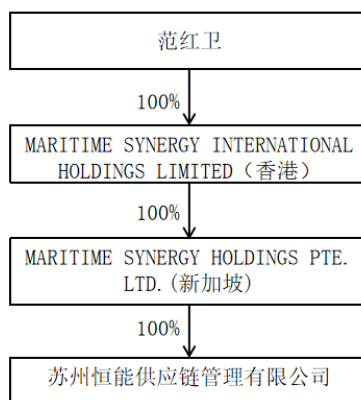 范红卫
100%
MARITIME SYNERGY INTERNATIONAL
HOLDINGS LIMITED（香港）
100%
MARITIME SYNERGY HOLDINGS PTE.
LTD.(新加坡)
100%
苏州恒能供应链管理有限公司